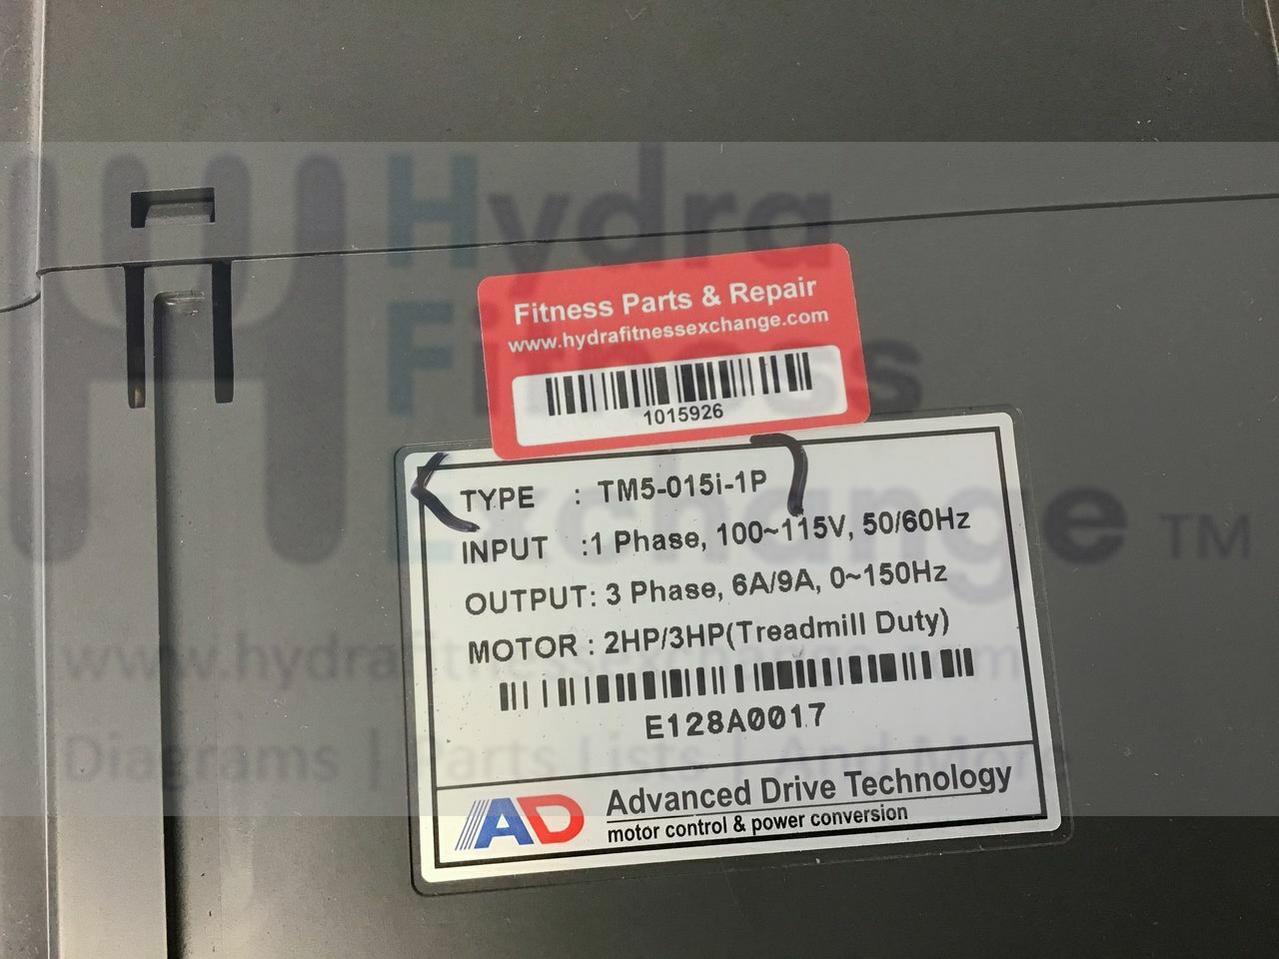 Hydra
Fitness
Exchange TM
www.hydrafitnessexchange.com
Diagrams | Parts Lists | And More
Fitness Parts & Repair
www.hydrafitnessexchange.com
1015926
TYPE : TM5-015i-1P
INPUT :1 Phase, 100~115V, 50/60Hz
OUTPUT: 3 Phase, 6A/9A, 0~150Hz
MOTOR : 2HP/3HP(Treadmill Duty)
E128A0017
AD Advanced Drive Technology
motor control & power conversion